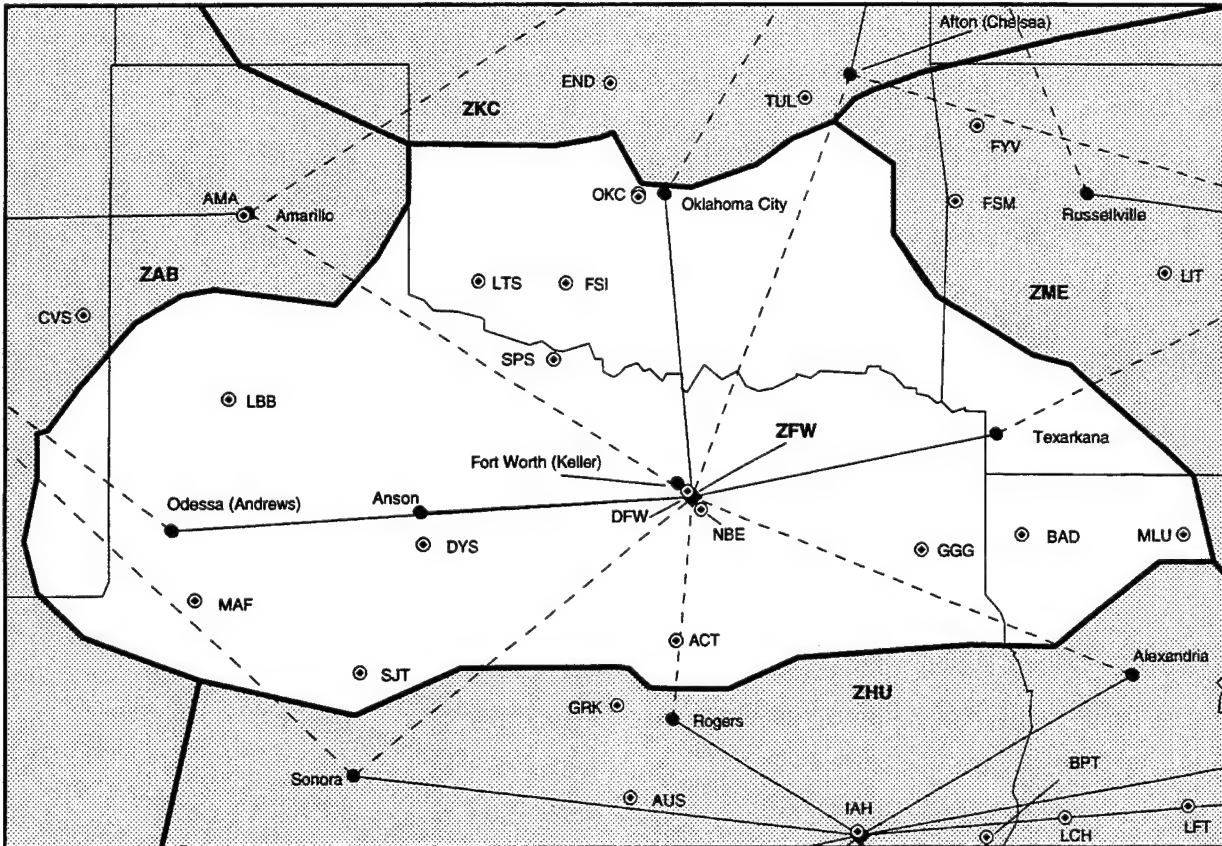 Afton (Chelsea)
END
TUL
ZKC
FYV
AMA
Amarillo
OKC
Oklahoma City
FSM
Russellville
ZAB
LTS
FSI
LIT
ZME
CVS
SPS
LBB
ZFW
Texarkana
Fort Worth (Keller)
Odessa (Andrews)
Anson
DFW
NBE
DYS
GGG
BAD
MLU
MAF
ACT
SJT
Alexandria
ZHU
GRK
Rogers
Sonora
BPT
AUS
IAH
LCH
LFT